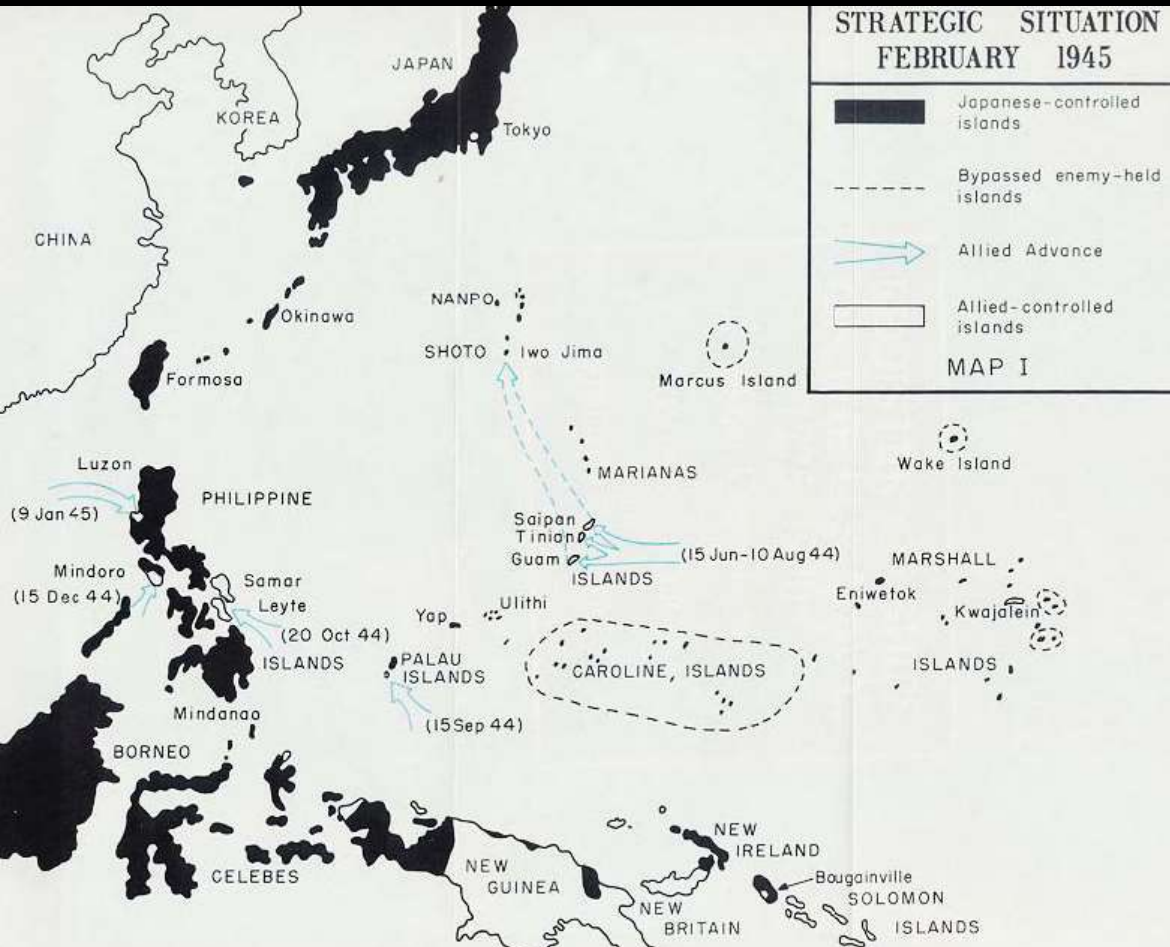 STRATEGIC SITUATION
FEBRUARY 1945
Japanese-controlled
islands
Bypassed enemy-held
islands
Allied Advance
Allied-controlled
islands
MAP I
JAPAN
KOREA
Tokyo
CHINA
NANPO
Okinawa
SHOTO
Iwo Jima
Formosa
Marcus Island
Luzon
Wake Island
MARIANAS
PHILIPPINE
(9 Jan 45)
Saipan
Tinian
Guam
(15 Jun-10 Aug 44)
ISLANDS
MARSHALL
Mindoro
(15 Dec 44)
Samar
Leyte
Eniwetok
Ulithi
Yap
Kwajalein
(20 Oct 44)
ISLANDS
PALAU
ISLANDS
CAROLINE ISLANDS
ISLANDS
Mindanao
(15 Sep 44)
BORNEO
NEW
IRELAND
NEW
GUINEA
CELEBES
Bougainville
SOLOMON
NEW
BRITAIN
ISLANDS